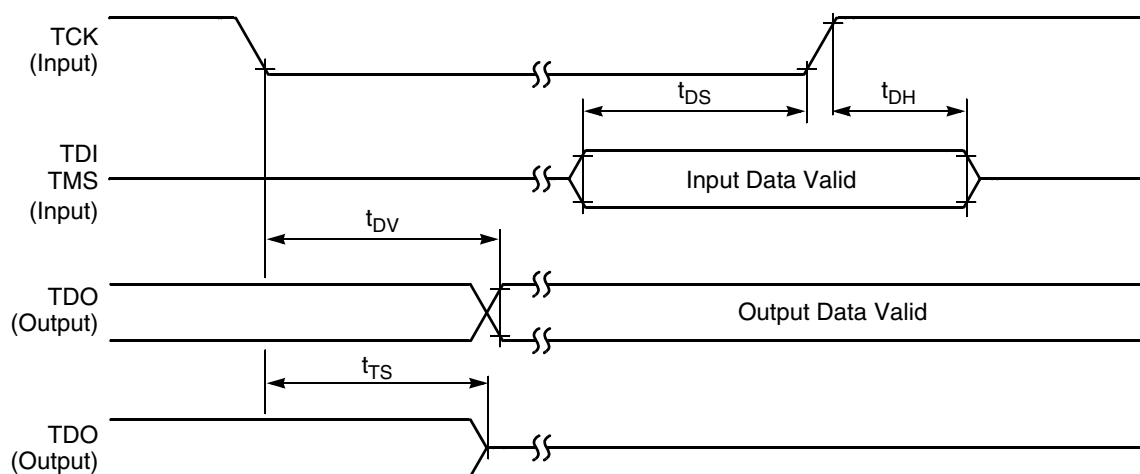 TCK
(Input)
tDS
tDH
TDI
TMS
(Input)
Input Data Valid
tDV
TDO
(Output)
Output Data Valid
tTS
TDO
(Output)